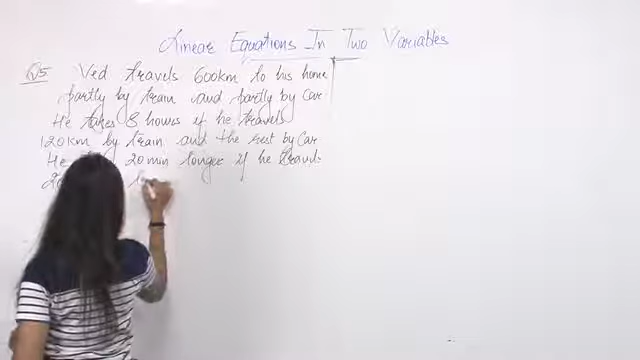 Linear Equations In Two Variables
Q5 Ved travels 600km to his home
partly by train and partly by Car
He takes 8 hours if he travels
120km by train and the rest by Car
He 20min longer if he travels